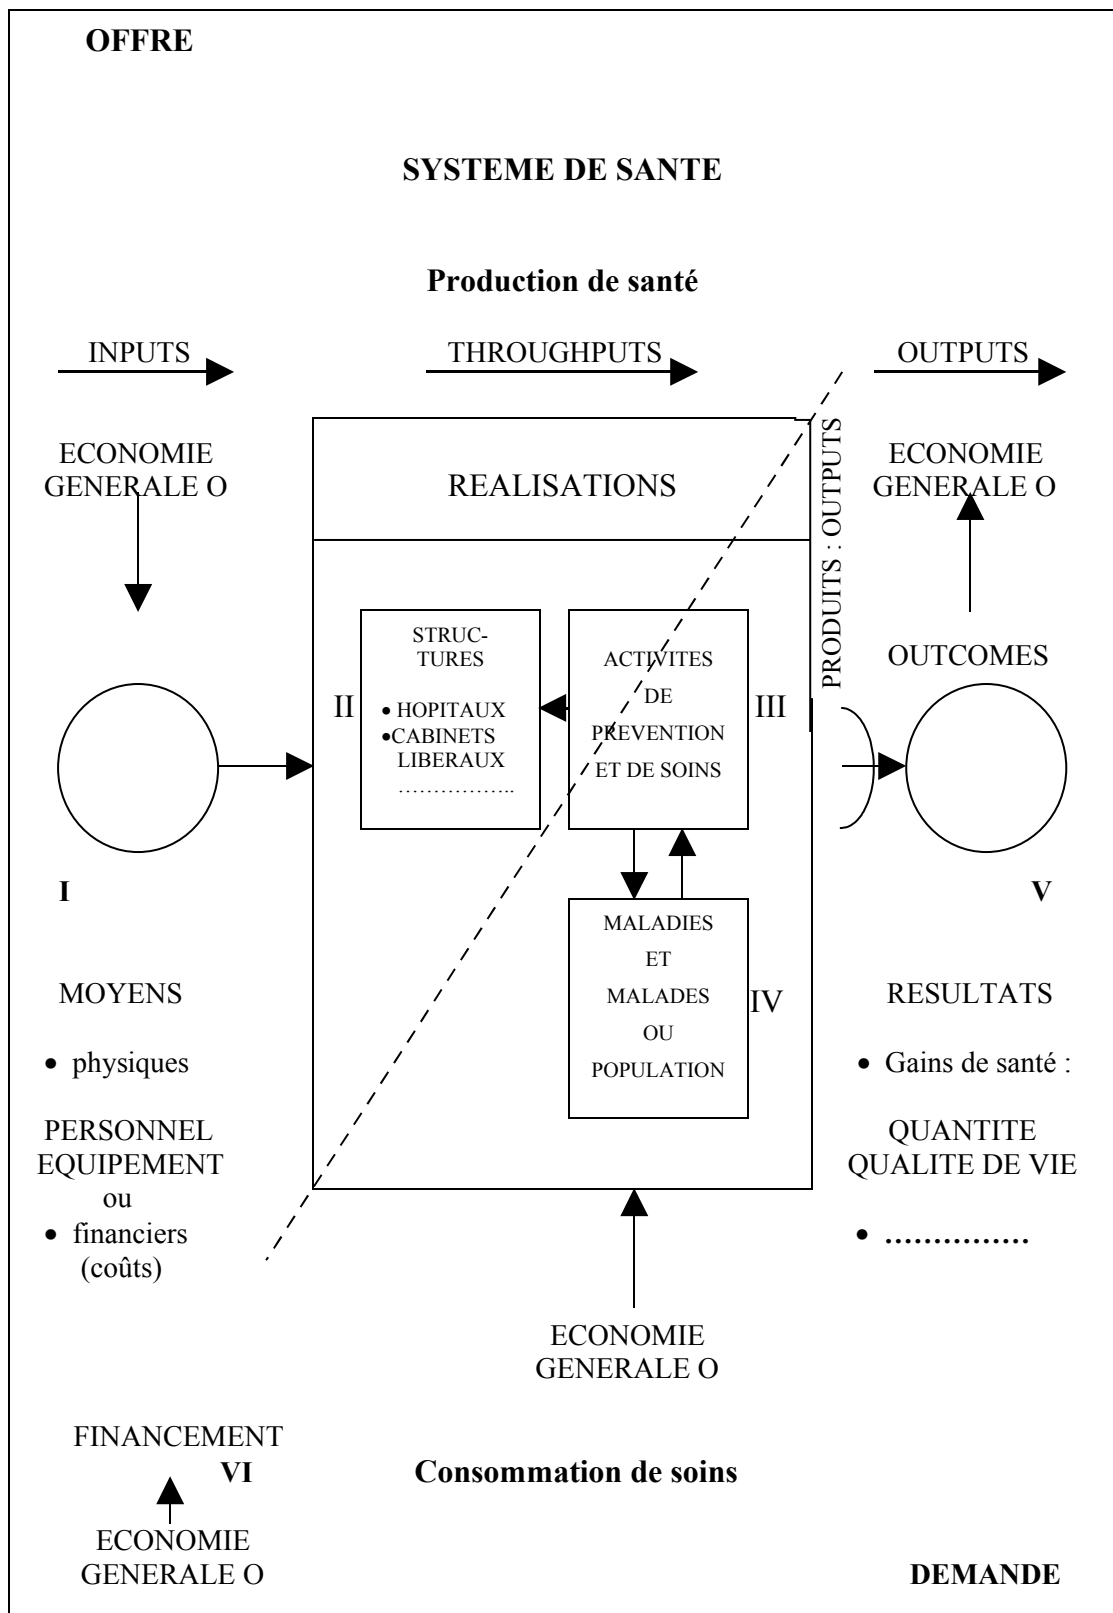 OFFRE
SYSTEME DE SANTE
Production de santé
INPUTS
THROUGHPUTS
OUTPUTS
ECONOMIE
GENERALE O
REALISATIONS
PRODUITS : OUTPUTS
ECONOMIE
GENERALE O
II
STRUC-
TURES
• HOPITAUX
•CABINETS
LIBERAUX
……………..
ACTIVITES
DE
PREVENTION
ET DE SOINS
III
OUTCOMES
I
V
MALADIES
ET
MALADES
OU
POPULATION
IV
MOYENS
• physiques
PERSONNEL
EQUIPEMENT
ou
• financiers
(coûts)
RESULTATS
• Gains de santé :
QUANTITE
QUALITE DE VIE
• ……………
ECONOMIE
GENERALE O
FINANCEMENT
VI
Consommation de soins
ECONOMIE
GENERALE O
DEMANDE